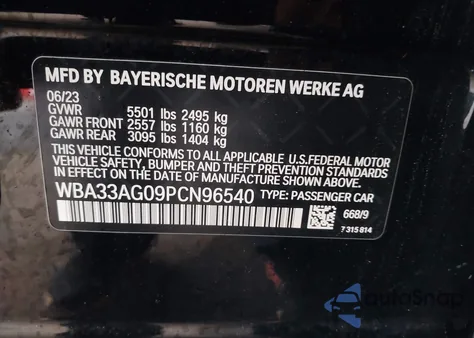 MFD BY BAYERISCHE MOTOREN WERKE AG
06/23
GVWR 5501 lbs 2495 kg
GAWR FRONT 2557 lbs 1160 kg
GAWR REAR 3095 lbs 1404 kg
THIS VEHICLE CONFORMS TO ALL APPLICABLE U.S.FEDERAL MOTOR
VEHICLE SAFETY, BUMPER AND THEFT PREVENTION STANDARDS
IN EFFECT ON THE DATE OF MANUFACTURE SHOWN ABOVE.
WBA33AG09PCN96540 TYPE: PASSENGER CAR
668/9
7 315 814
autoSnap